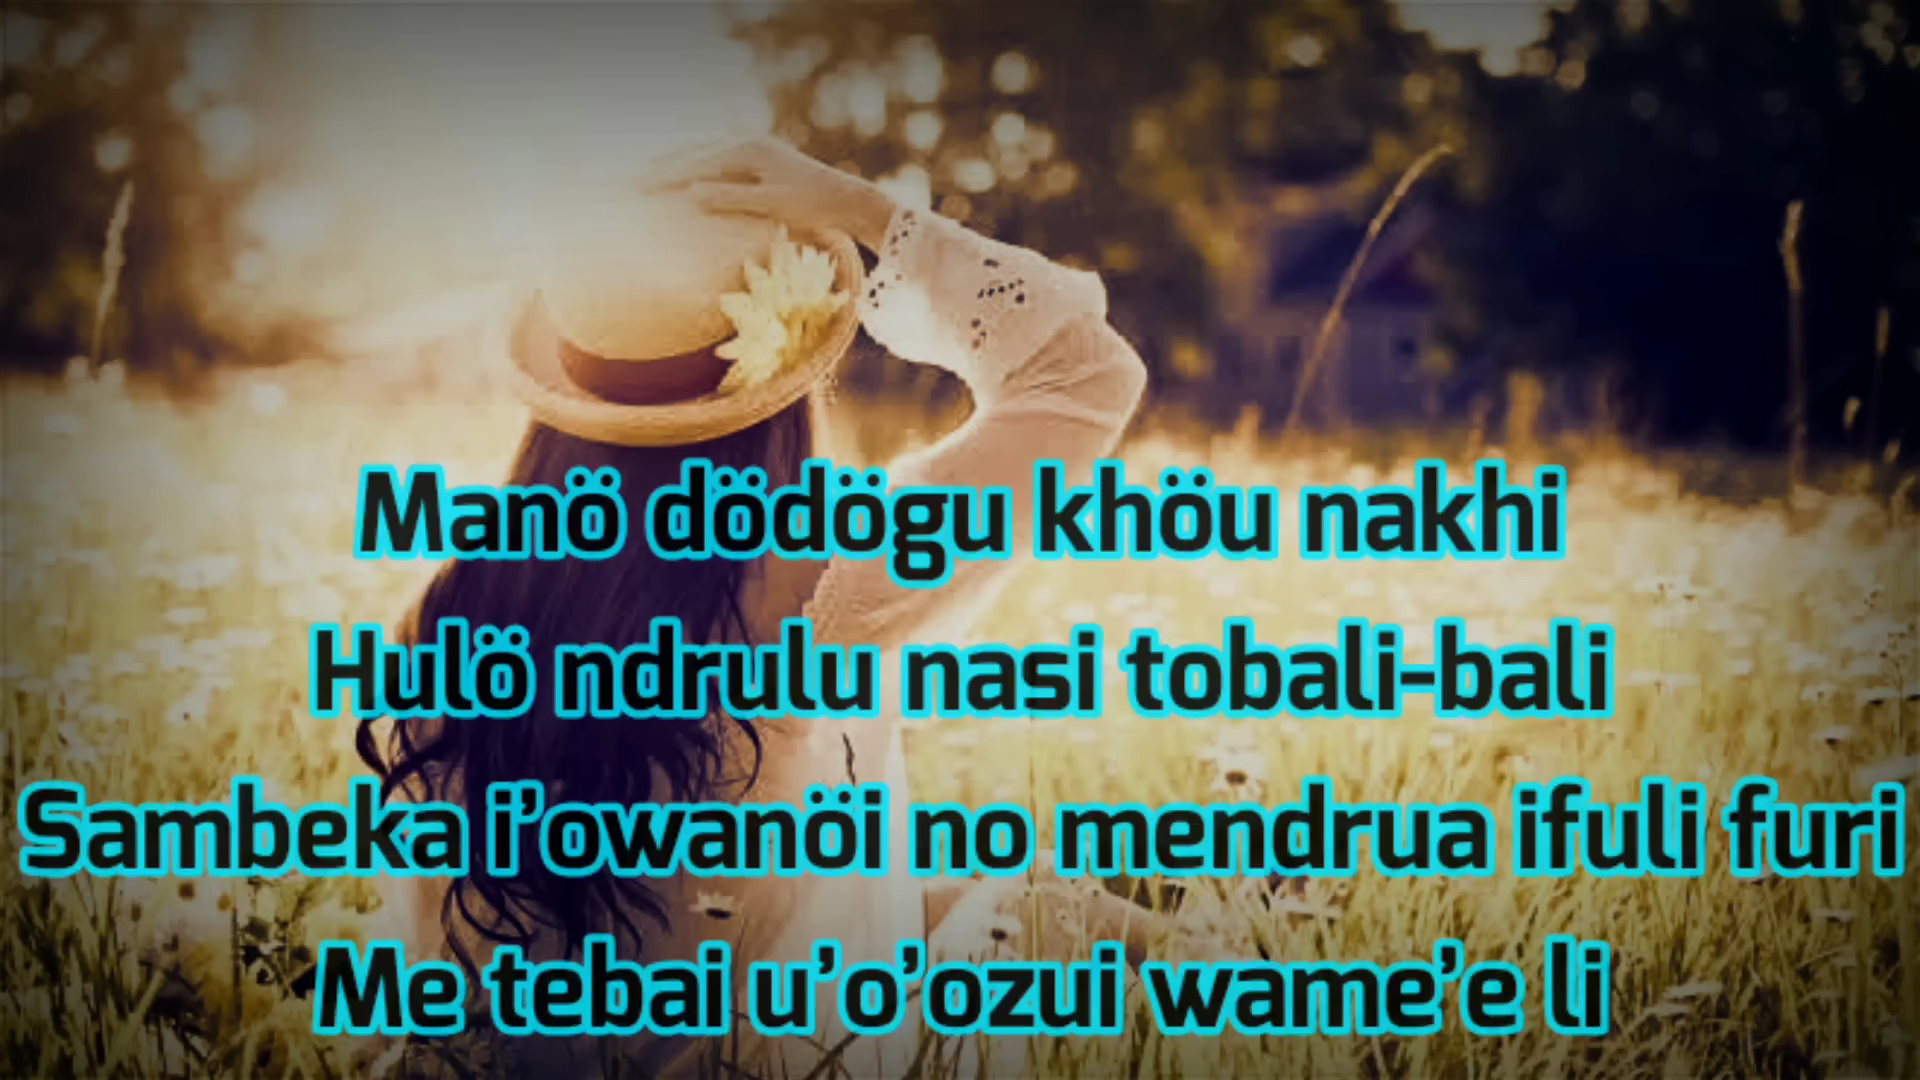 Manö dödögu khöu nakhi
Hulö ndrulu nasi tobali-bali
Sambeka i’owanöi no mendrua ifuli furi
Me tebai u’o’ozui wame’e li